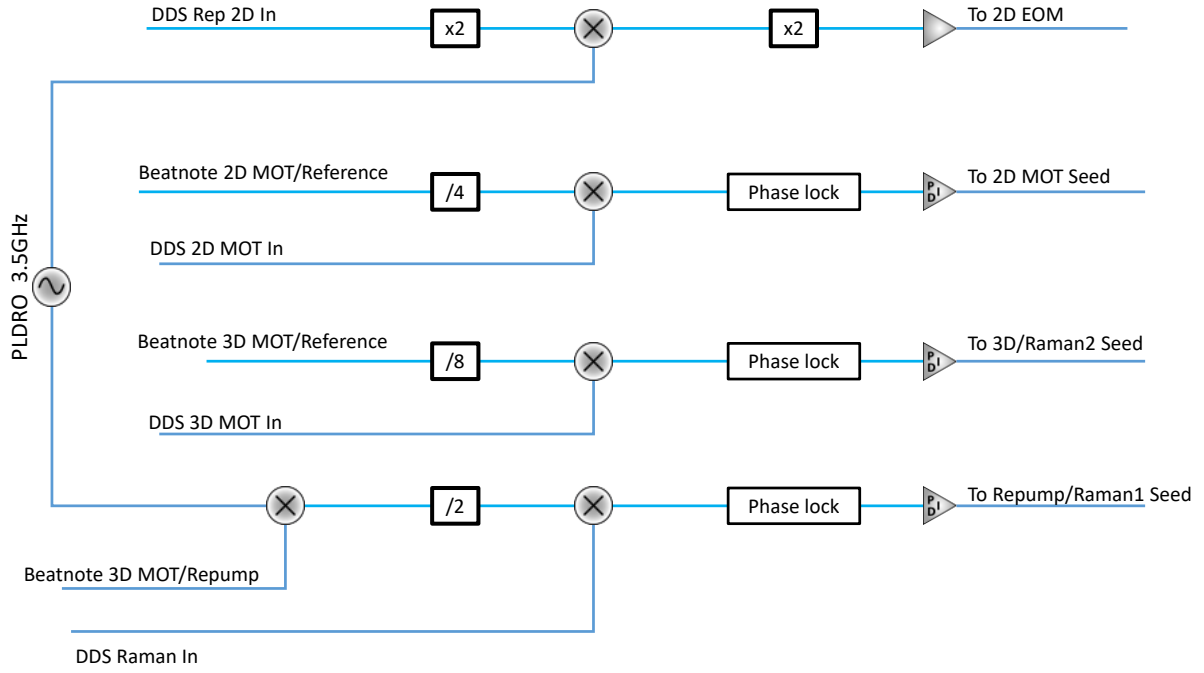 DDS Rep 2D In
x2
x2
To 2D EOM
Beatnote 2D MOT/Reference
/4
Phase lock
P
I
D
To 2D MOT Seed
DDS 2D MOT In
PLDRO 3.5GHz
Beatnote 3D MOT/Reference
/8
Phase lock
P
I
D
To 3D/Raman2 Seed
DDS 3D MOT In
/2
Phase lock
P
I
D
To Repump/Raman1 Seed
Beatnote 3D MOT/Repump
DDS Raman In